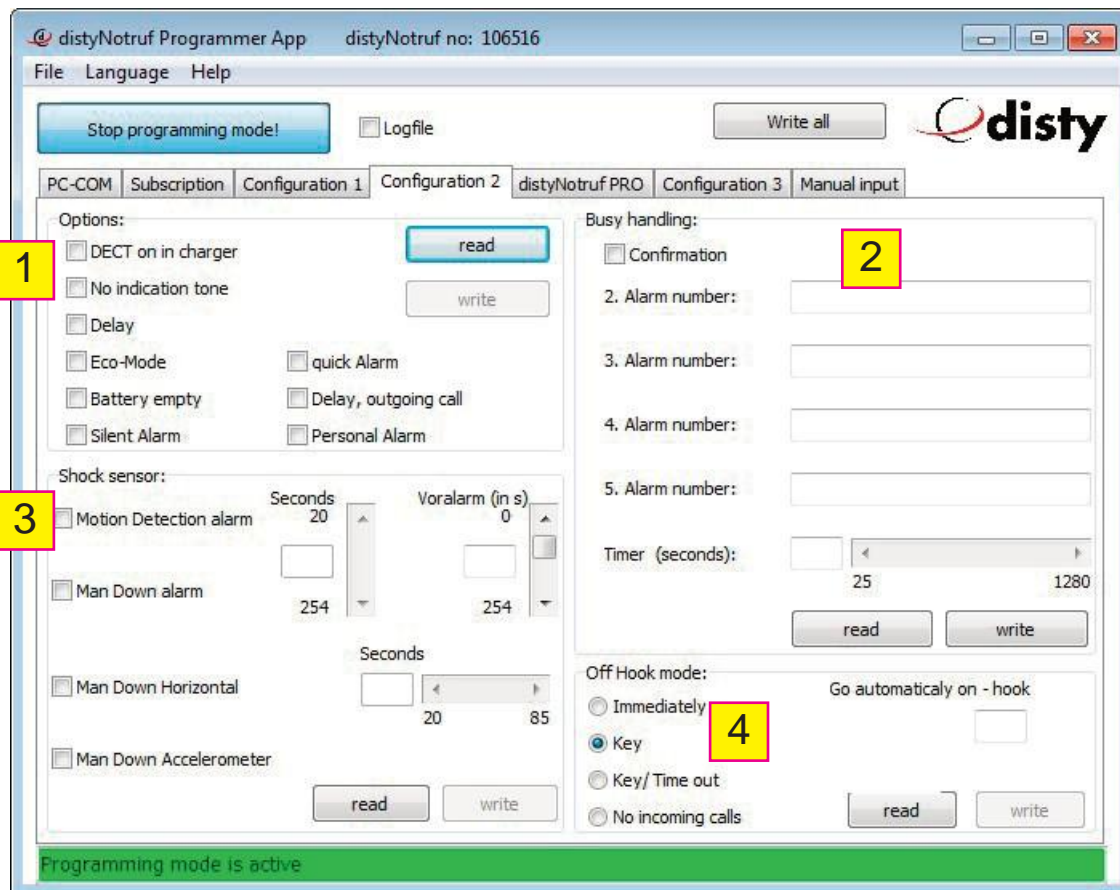 distyNotruf Programmer App distyNotruf no: 106516
File Language Help
Stop programming mode!
Logfile
Write all
disty
PC-COM Subscription Configuration 1 Configuration 2 distyNotruf PRO Configuration 3 Manual input
Options:
1
DECT on in charger
read
No indication tone
write
Delay
Eco-Mode
quick Alarm
Battery empty
Delay, outgoing call
Silent Alarm
Personal Alarm
Busy handling:
Confirmation
2
2. Alarm number:
3. Alarm number:
4. Alarm number:
5. Alarm number:
Timer (seconds):
25 1280
read write
Shock sensor:
3
Seconds Voralarm (in s)
Motion Detection alarm 20 0
Man Down alarm
254 254
Seconds
Man Down Horizontal
20 85
Man Down Accelerometer
read write
Off Hook mode:
Go automaticaly on - hook
Immediately
4
Key
Key/ Time out
No incoming calls
read write
Programming mode is active